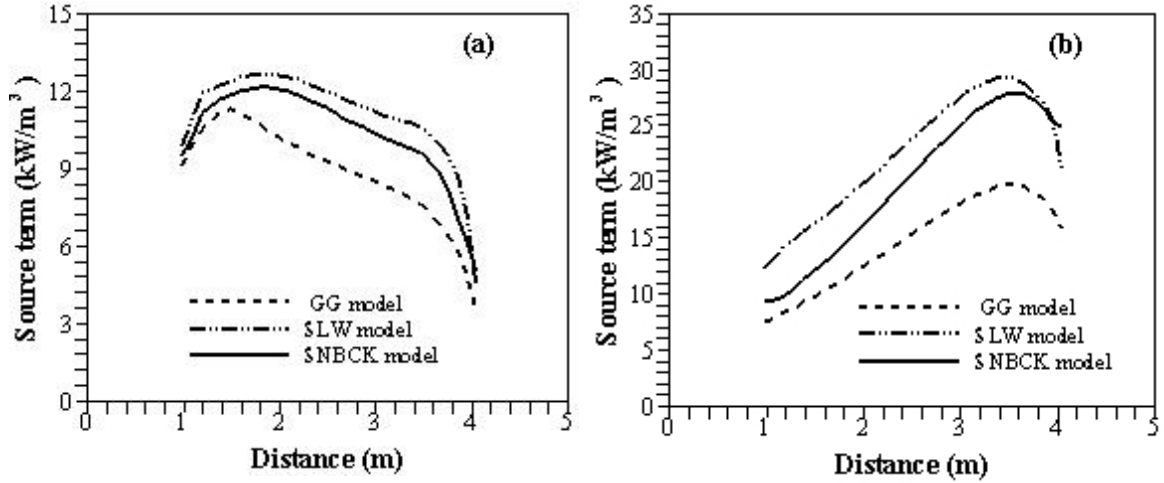 15
12
9
6
3
0
Source term (kW/m³)
(a)
GG model
SLW model
SNBCK model
0 1 2 3 4 5
Distance (m)
35
30
25
20
15
10
5
0
Source term (kW/m³)
(b)
GG model
SLW model
SNBCK model
0 1 2 3 4 5
Distance (m)